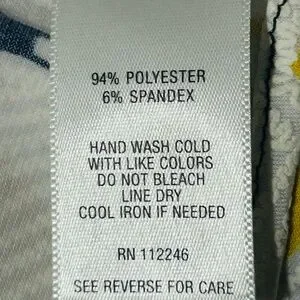 94% POLYESTER
6% SPANDEX
HAND WASH COLD
WITH LIKE COLORS
DO NOT BLEACH
LINE DRY
COOL IRON IF NEEDED
RN 112246
SEE REVERSE FOR CARE